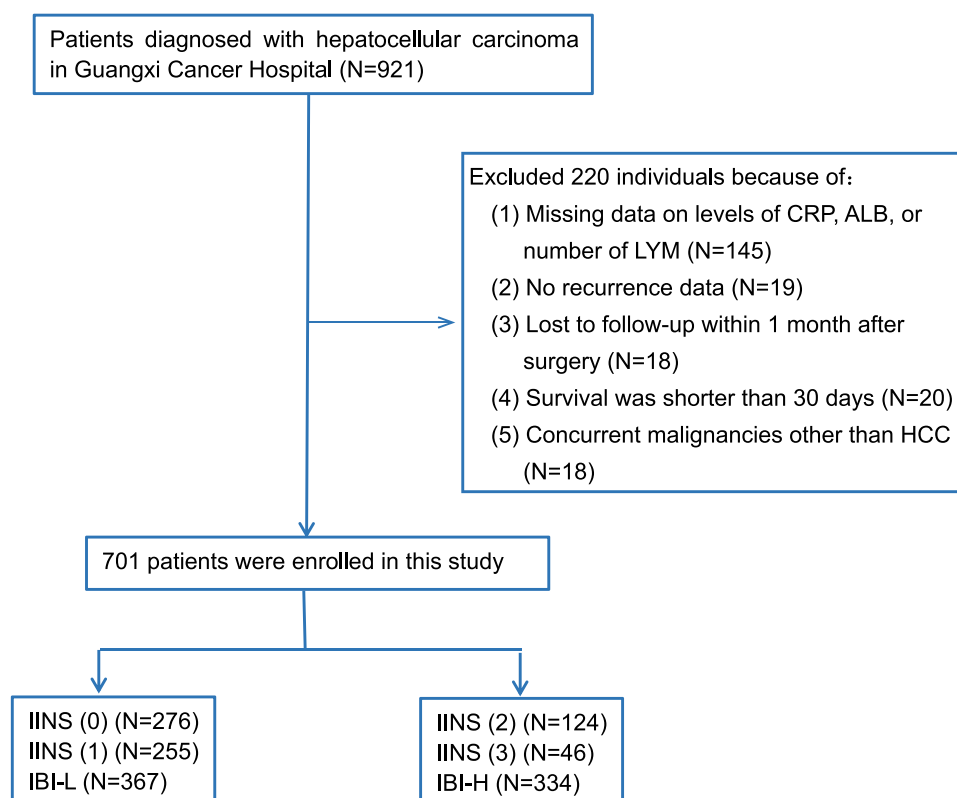 Patients diagnosed with hepatocellular carcinoma
in Guangxi Cancer Hospital (N=921)
Excluded 220 individuals because of：
(1) Missing data on levels of CRP, ALB, or
number of LYM (N=145)
(2) No recurrence data (N=19)
(3) Lost to follow-up within 1 month after
surgery (N=18)
(4) Survival was shorter than 30 days (N=20)
(5) Concurrent malignancies other than HCC
(N=18)
701 patients were enrolled in this study
IINS (0) (N=276)
IINS (1) (N=255)
IBI-L (N=367)
IINS (2) (N=124)
IINS (3) (N=46)
IBI-H (N=334)